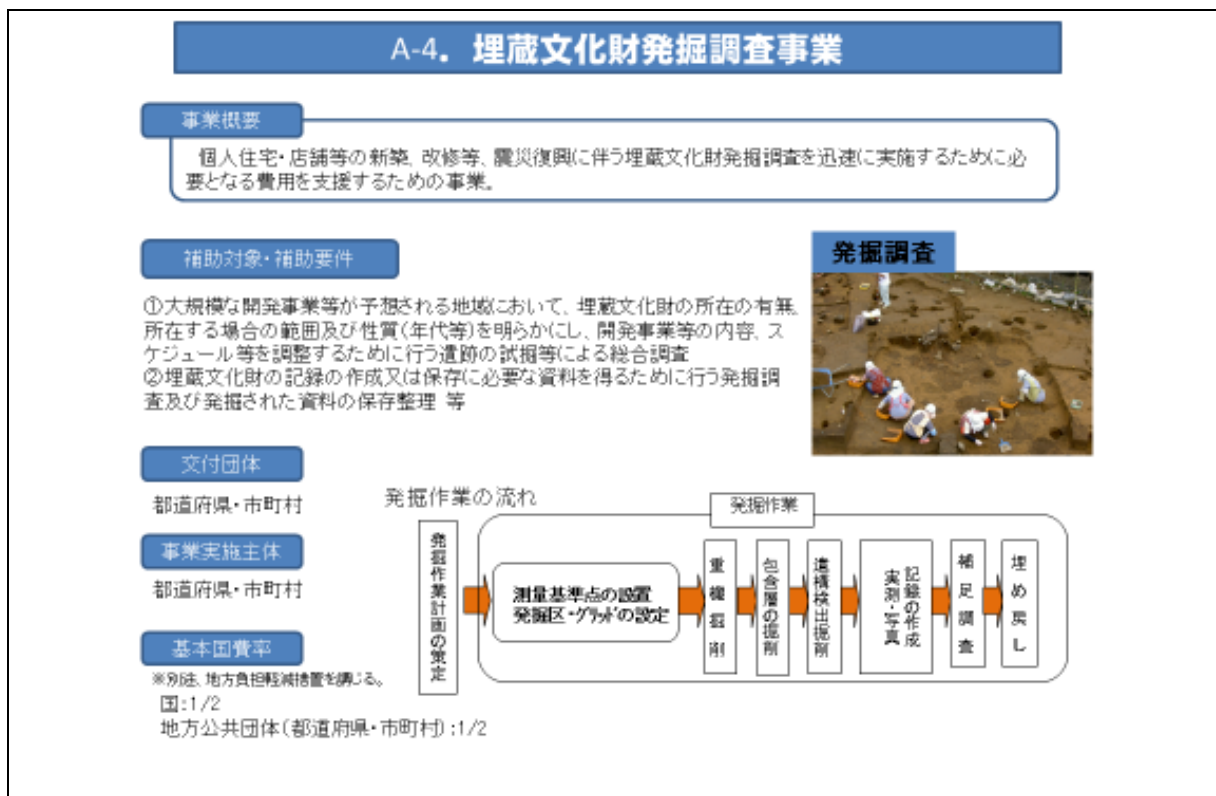 A-4．埋蔵文化財発掘調査事業
事業概要
個人住宅・店舗等の新築、改修等、震災復興に伴う埋蔵文化財発掘調査を迅速に実施するために必
要となる費用を支援するための事業。
補助対象・補助要件
①大規模な開発事業等が予想される地域において、埋蔵文化財の所在の有無、
所在する場合の範囲及び性質（年代等）を明らかにし、開発事業等の内容、ス
ケジュール等を調整するために行う遺跡の試掘等による総合調査
②埋蔵文化財の記録の作成又は保存に必要な資料を得るために行う発掘調
査及び発掘された資料の保存整理 等
発掘調査
交付団体
都道府県・市町村
事業実施主体
都道府県・市町村
基本国費率
※別途、地方負担軽減措置を講じる。
国：1/2
地方公共団体（都道府県・市町村）：1/2
発掘作業の流れ
発掘作業
発掘作業計画の策定
測量基準点の設置
発掘区・グリッドの設定
重機掘削
包含層の掘削
遺構検出掘削
記録の作成
実測・写真
補足調査
埋め戻し